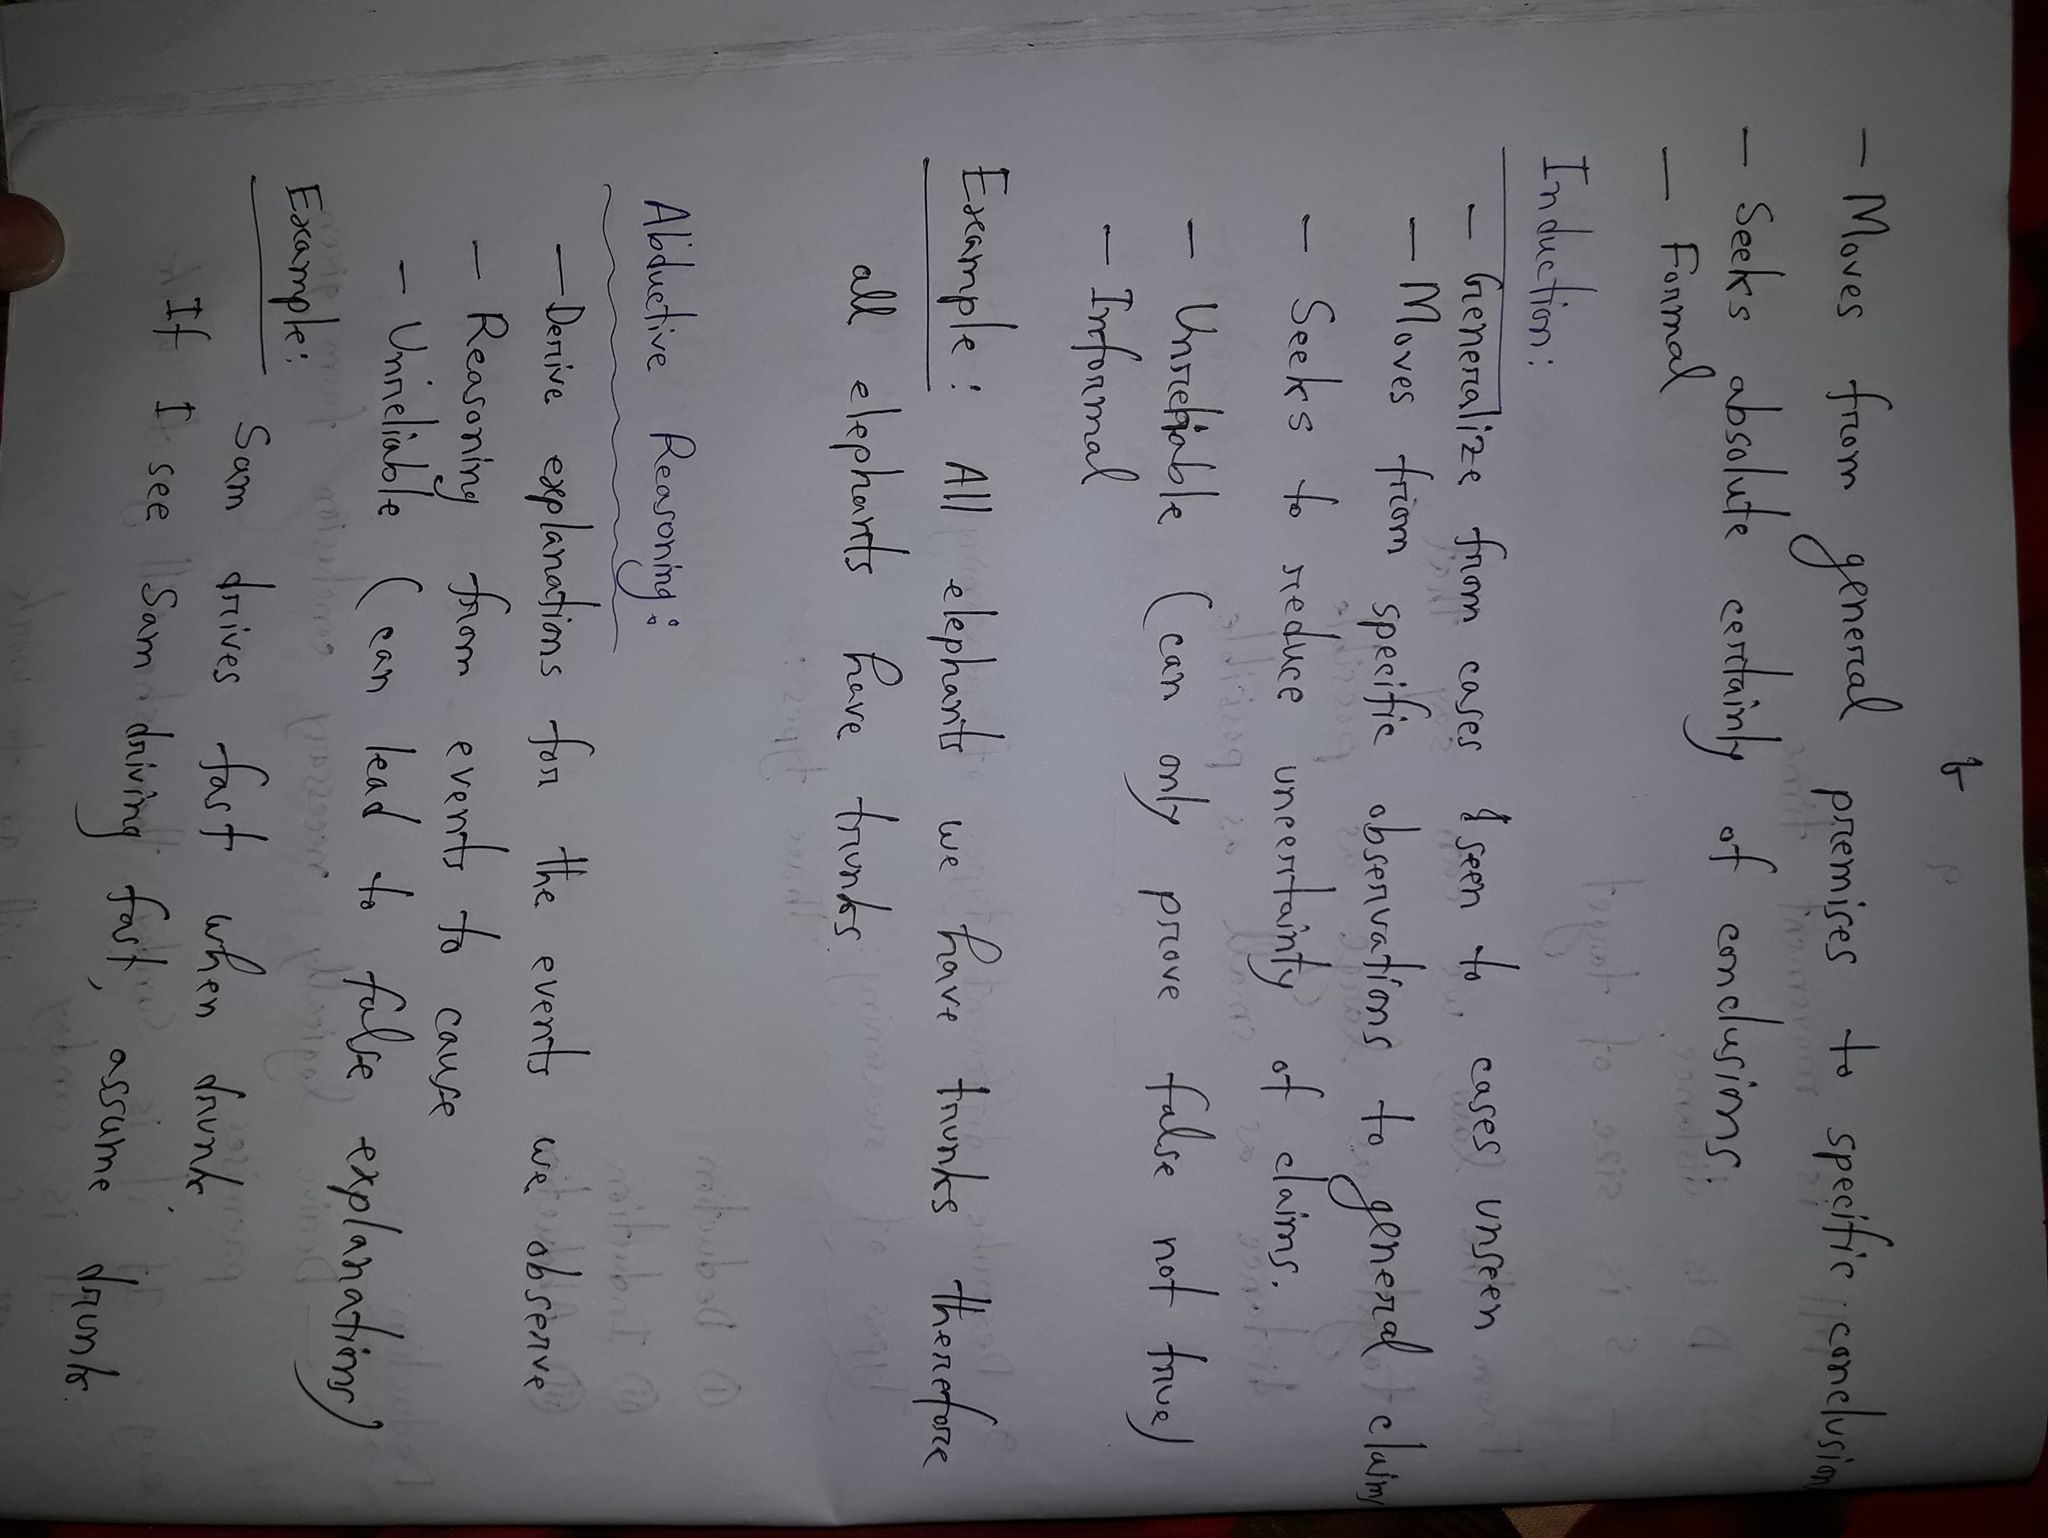 - Moves from general premises to specific conclusion
- Seeks absolute certainly of conclusions.
- Formal
Induction:
- Generalize from cases seen to cases unseen
- Moves from specific observations to general claims
- Seeks to reduce uncertainty of claims.
- Unreliable (can only prove false not true)
- Informal
Example: All elephants we have trunks therefore
all elephants have trunks.
Abductive Reasoning:
- Derive explanations for the events we observe
- Reasoning from events to cause
- Unreliable (can lead to false explanations)
Example:
Sam drives fast when drunk.
If I see Sam driving fast, assume drunk.